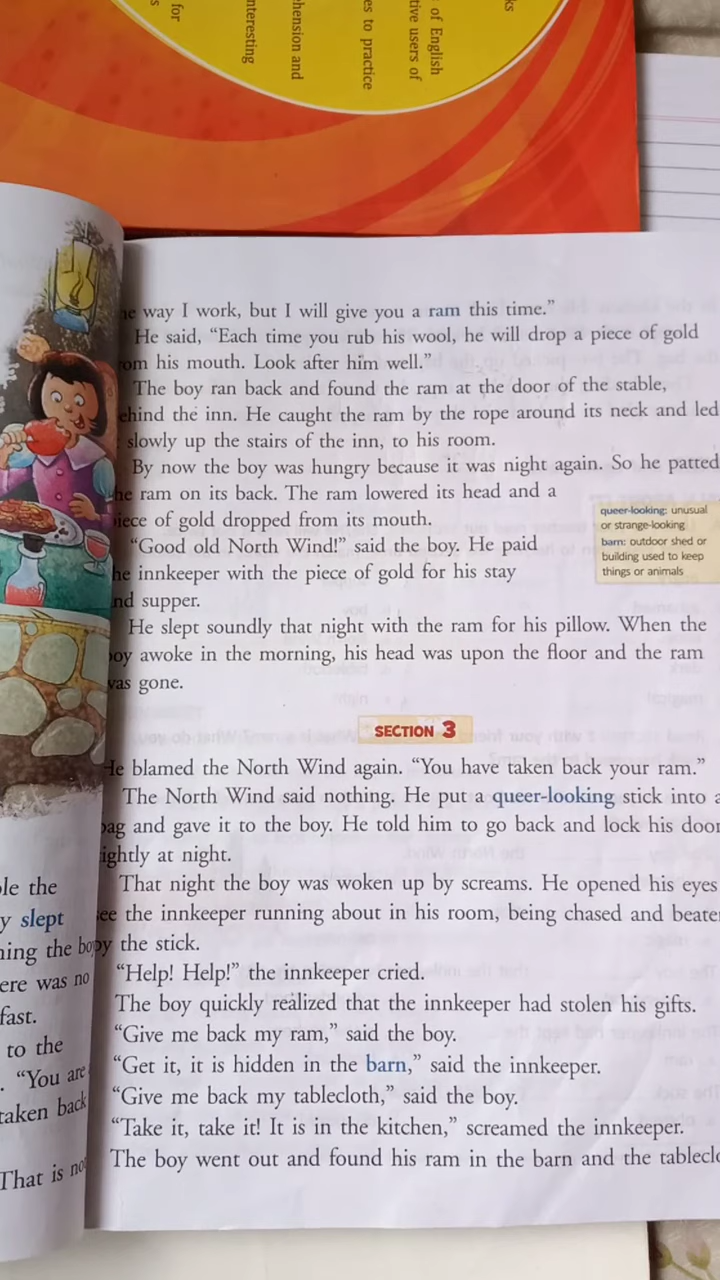 ks
of English
tive users of
es to practice
hension and
nteresting
for
s
he way I work, but I will give you a ram this time.”
He said, “Each time you rub his wool, he will drop a piece of gold
om his mouth. Look after him well.”
The boy ran back and found the ram at the door of the stable,
ehind the inn. He caught the ram by the rope around its neck and led
slowly up the stairs of the inn, to his room.
By now the boy was hungry because it was night again. So he patted
he ram on its back. The ram lowered its head and a
iece of gold dropped from its mouth.
“Good old North Wind!” said the boy. He paid
he innkeeper with the piece of gold for his stay
nd supper.
queer-looking: unusual
or strange-looking
barn: outdoor shed or
building used to keep
things or animals
He slept soundly that night with the ram for his pillow. When the
oy awoke in the morning, his head was upon the floor and the ram
was gone.
SECTION 3
He blamed the North Wind again. “You have taken back your ram.”
The North Wind said nothing. He put a queer-looking stick into a
bag and gave it to the boy. He told him to go back and lock his door
ightly at night.
That night the boy was woken up by screams. He opened his eyes
ee the innkeeper running about in his room, being chased and beaten
by the stick.
“Help! Help!” the innkeeper cried.
The boy quickly realized that the innkeeper had stolen his gifts.
“Give me back my ram,” said the boy.
“Get it, it is hidden in the barn,” said the innkeeper.
“Give me back my tablecloth,” said the boy.
“Take it, take it! It is in the kitchen,” screamed the innkeeper.
The boy went out and found his ram in the barn and the tableclo
ple the
y slept
ning the bo
ere was no
fast.
to the
. “You are
taken back
That is no